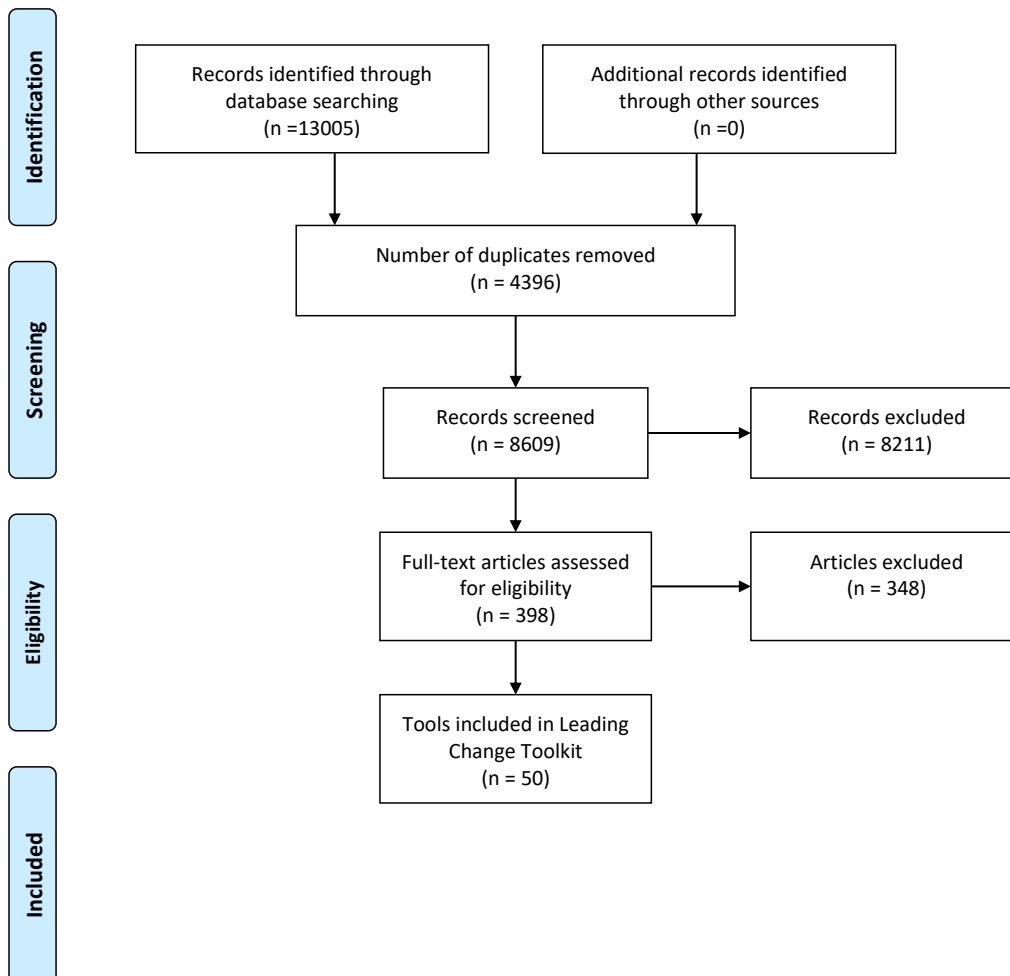 Identification
Records identified through
database searching
(n =13005)
Additional records identified
through other sources
(n =0)
Number of duplicates removed
(n = 4396)
Screening
Records screened
(n = 8609)
Records excluded
(n = 8211)
Eligibility
Full-text articles assessed
for eligibility
(n = 398)
Articles excluded
(n = 348)
Tools included in Leading
Change Toolkit
(n = 50)
Included